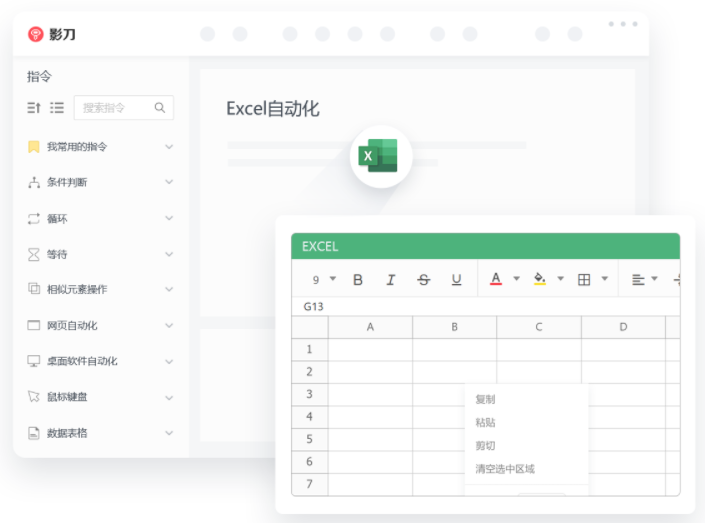 影刀
指令
搜索指令
我常用的指令
条件判断
循环
等待
相似元素操作
网页自动化
桌面软件自动化
鼠标键盘
数据表格
Excel自动化
X
EXCEL
9 B I S U A
G13
A B C D
1
2
3
4
5
6
7
复制
粘贴
剪切
清空选中区域